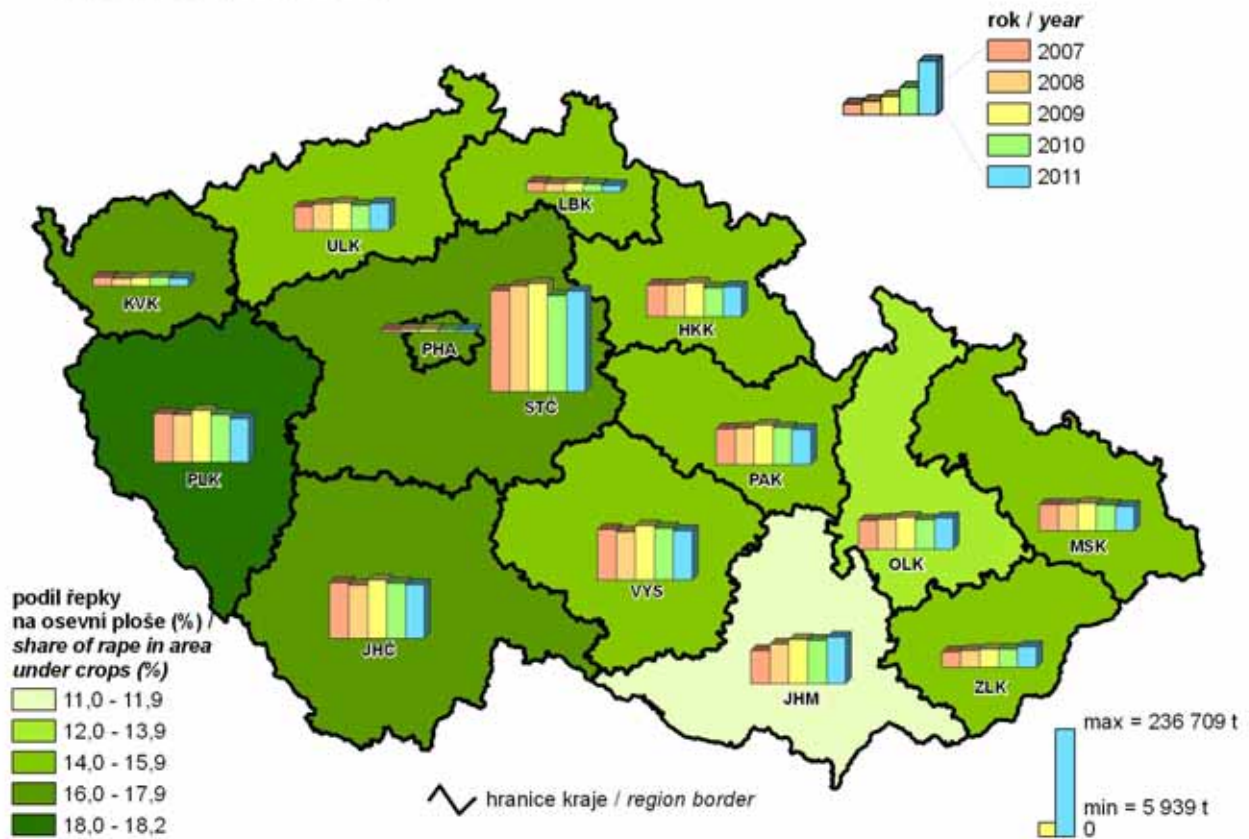 rok / year
2007
2008
2009
2010
2011
LBK
ULK
KVK
HKK
PHA
STČ
PLK
PAK
MSK
OLK
VYS
JHČ
ZLK
JHM
podíl řepky
na osevní ploše (%) /
share of rape in area
under crops (%)
11,0 - 11,9
12,0 - 13,9
14,0 - 15,9
16,0 - 17,9
18,0 - 18,2
hranice kraje / region border
max = 236 709 t
min = 5 939 t
0